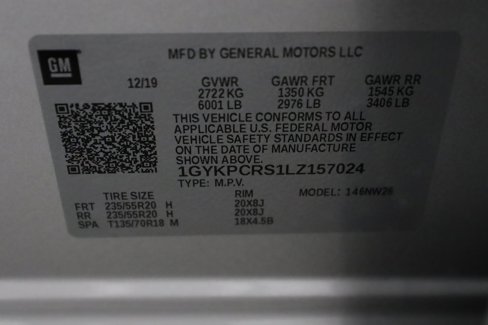 GM
MFD BY GENERAL MOTORS LLC
12/19 GVWR GAWR FRT GAWR RR
2722 KG 1350 KG 1545 KG
6001 LB 2976 LB 3406 LB
THIS VEHICLE CONFORMS TO ALL
APPLICABLE U.S. FEDERAL MOTOR
VEHICLE SAFETY STANDARDS IN EFFECT
ON THE DATE OF MANUFACTURE
SHOWN ABOVE.
1GYKPCRS1LZ157024
TYPE: M.P.V. MODEL: 146NW26
TIRE SIZE RIM
FRT 235/55R20 H 20X8J
RR 235/55R20 H 20X8J
SPA T135/70R18 M 18X4.5B